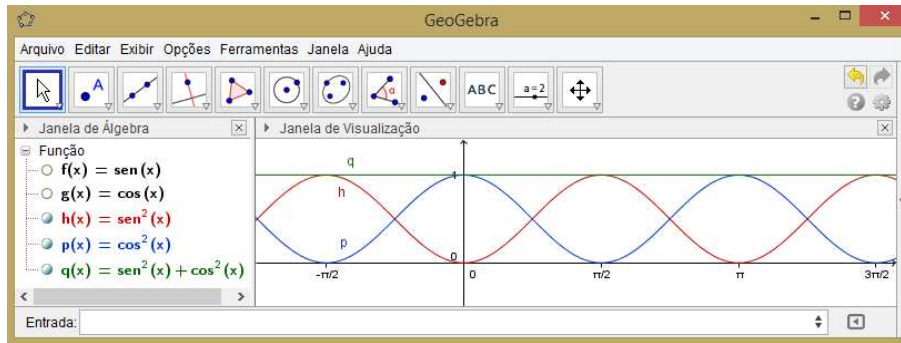 GeoGebra
Arquivo Editar Exibir Opções Ferramentas Janela Ajuda
A
α
ABC
a=2
Janela de Álgebra
Janela de Visualização
Função
f(x) = sen (x)
g(x) = cos (x)
h(x) = sen²(x)
p(x) = cos²(x)
q(x) = sen²(x) + cos²(x)
q
1
h
p
0
-π/2
0
π/2
π
3π/2
Entrada: